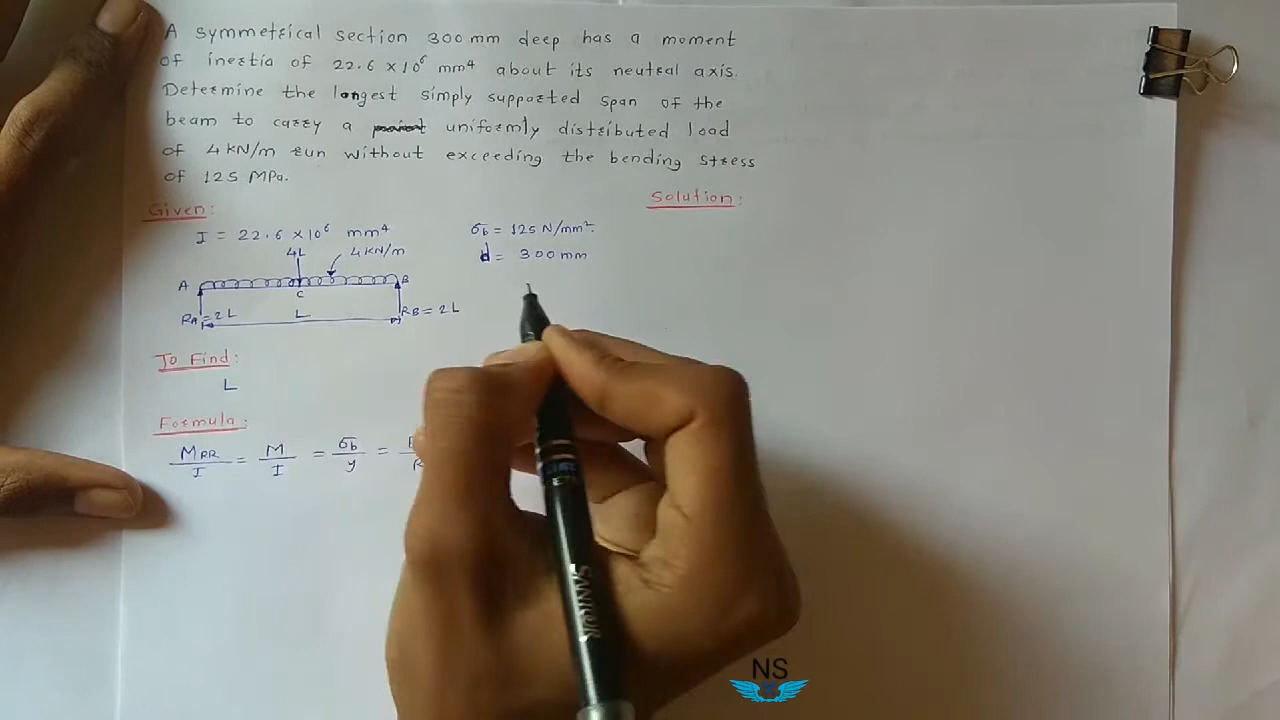 A symmetrical section 300 mm deep has a moment
of inertia of 22.6 × 10⁶ mm⁴ about its neutral axis.
Determine the longest simply supported span of the
beam to carry a uniformly distributed load
of 4 KN/m run without exceeding the bending stress
of 125 MPa.
Given:
I = 22.6 × 10⁶ mm⁴
4L
4 KN/m
A
B
C
RA = 2L
L
RB = 2L
σb = 125 N/mm².
d = 300 mm
To Find:
L
Formula:
MRR/I = M/I = σb/y =
Solution:
SANTOR
NS